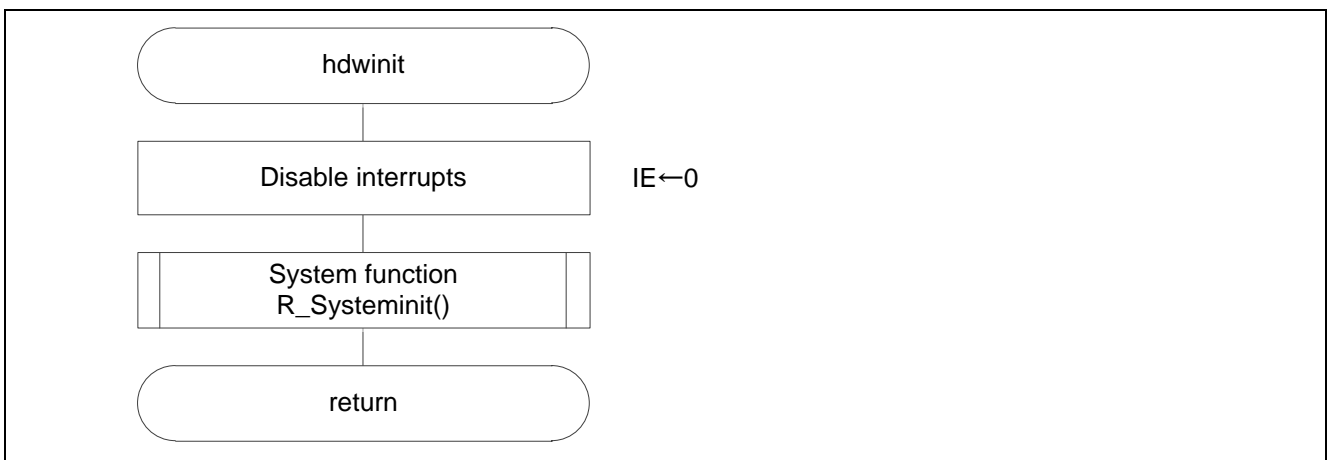 hdwinit
Disable interrupts IE←0
System function
R_Systeminit()
return